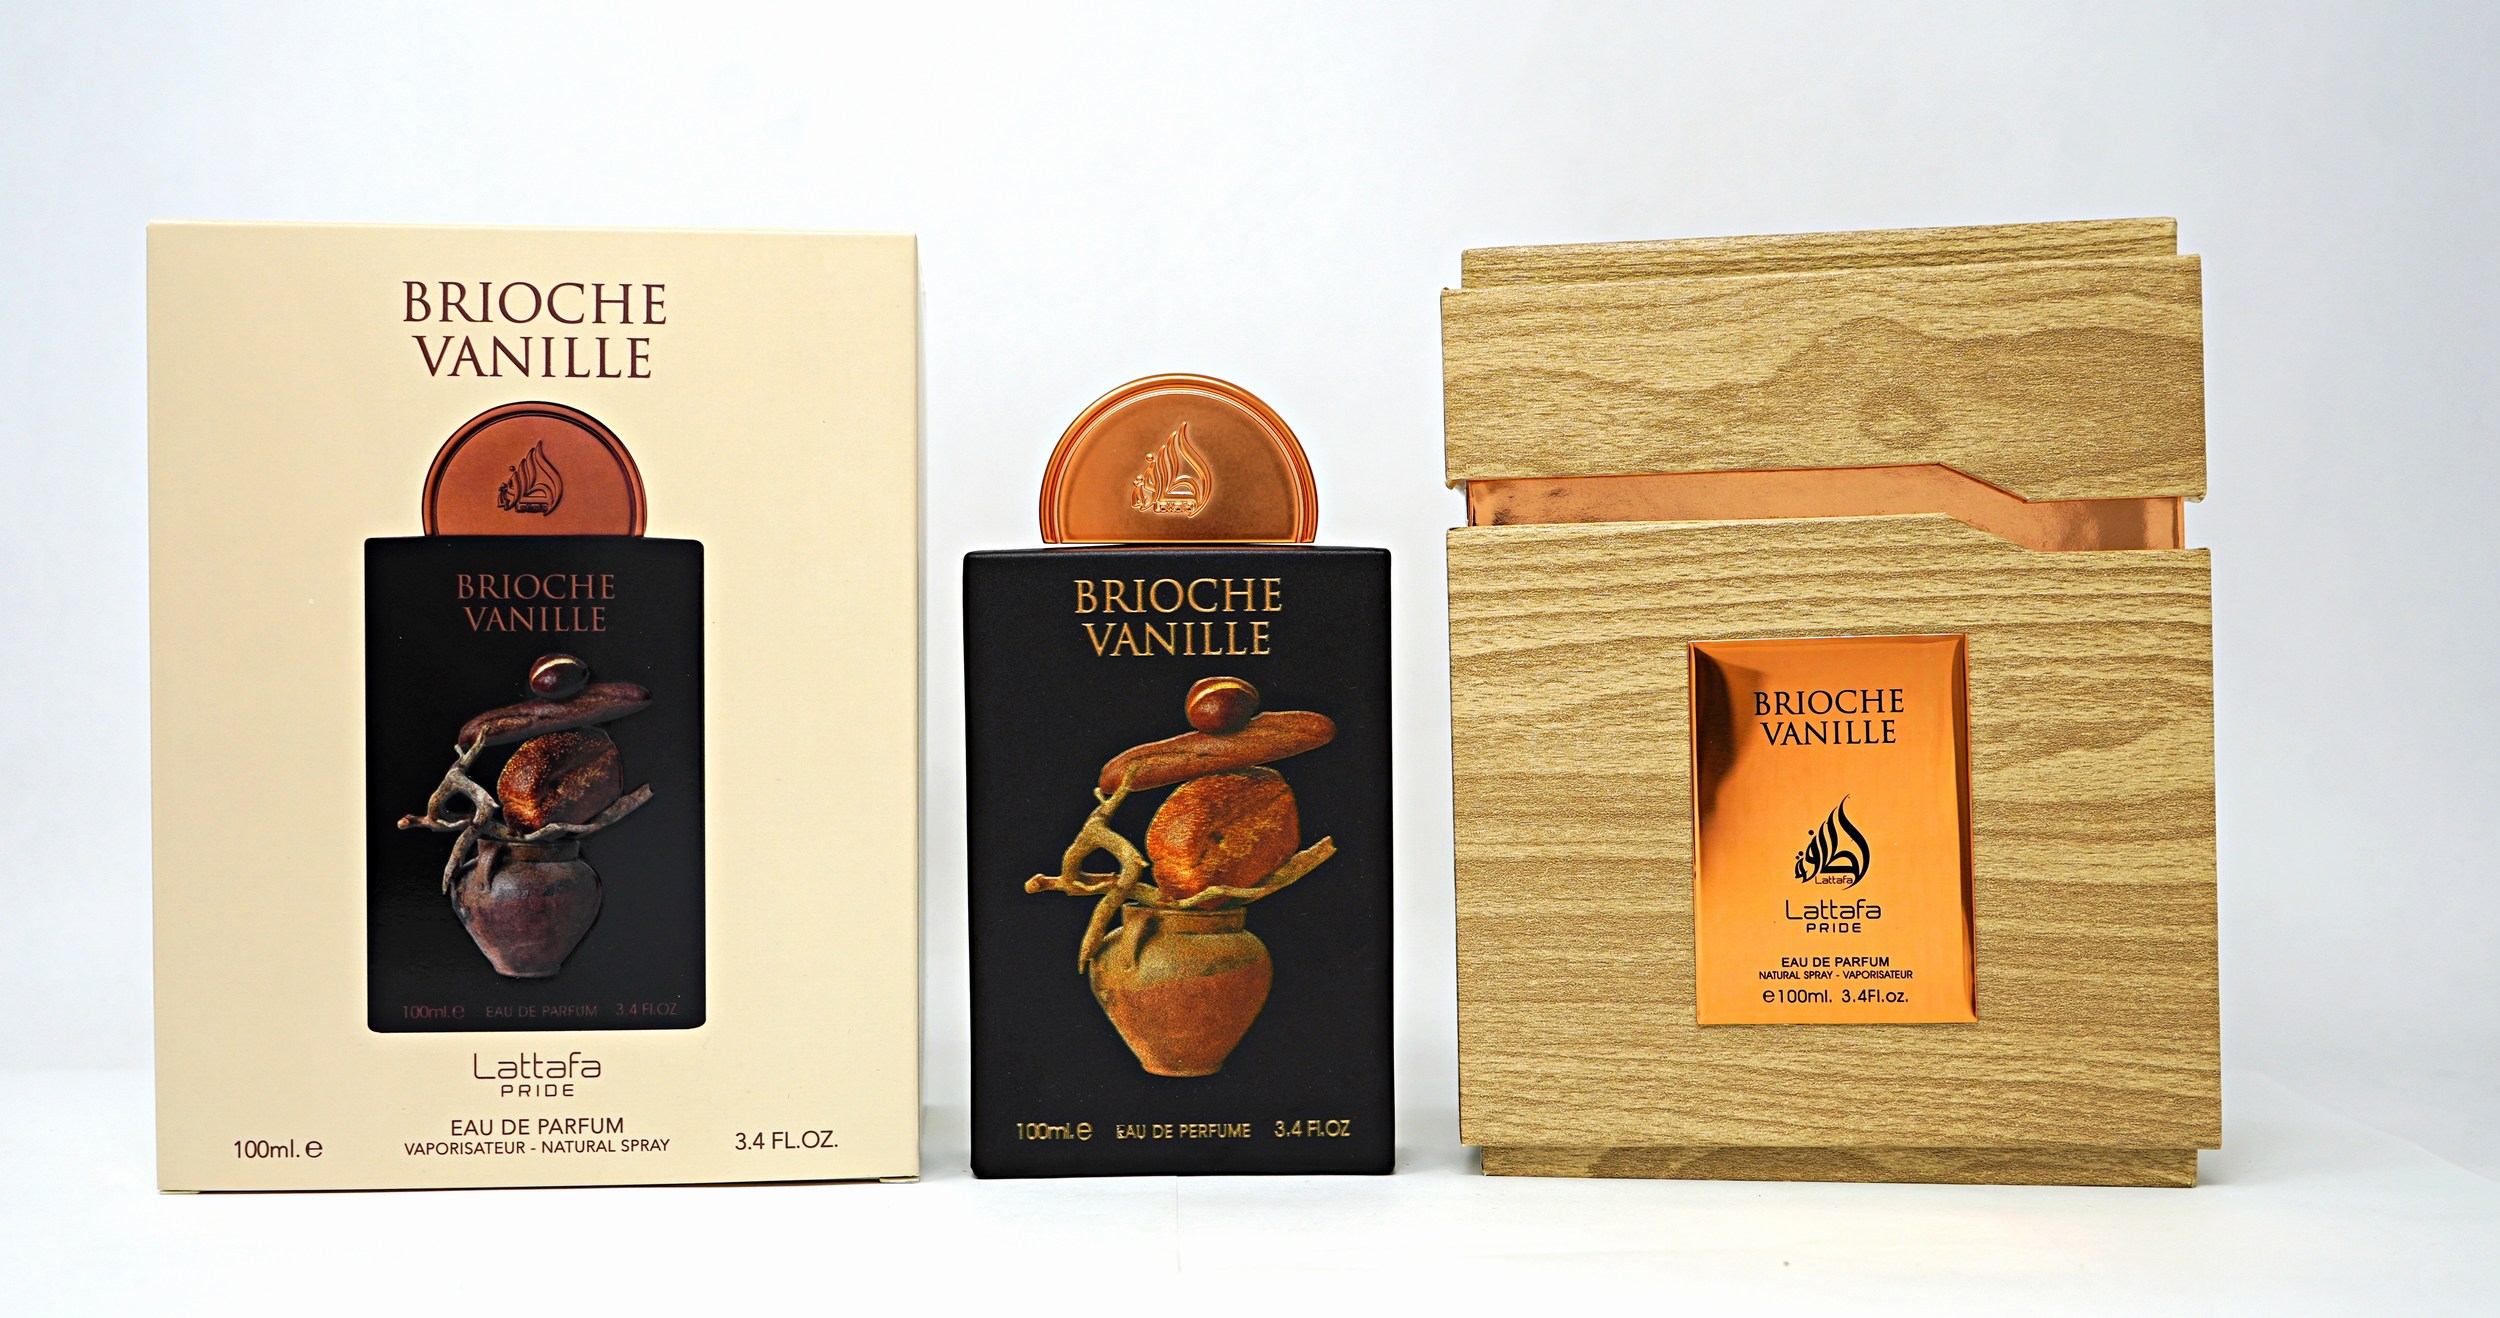 BRIOCHE
VANILLE
BRIOCHE
VANILLE
100ml.℮ EAU DE PARFUM 3.4 Fl.OZ
Lattafa
PRIDE
EAU DE PARFUM
VAPORISATEUR - NATURAL SPRAY
100ml. ℮ 3.4 FL.OZ.
BRIOCHE
VANILLE
100ml.℮ EAU DE PERFUME 3.4 Fl.OZ
BRIOCHE
VANILLE
لطافة
Lattafa
Lattafa
PRIDE
EAU DE PARFUM
NATURAL SPRAY - VAPORISATEUR
℮100ml. 3.4Fl.oz.